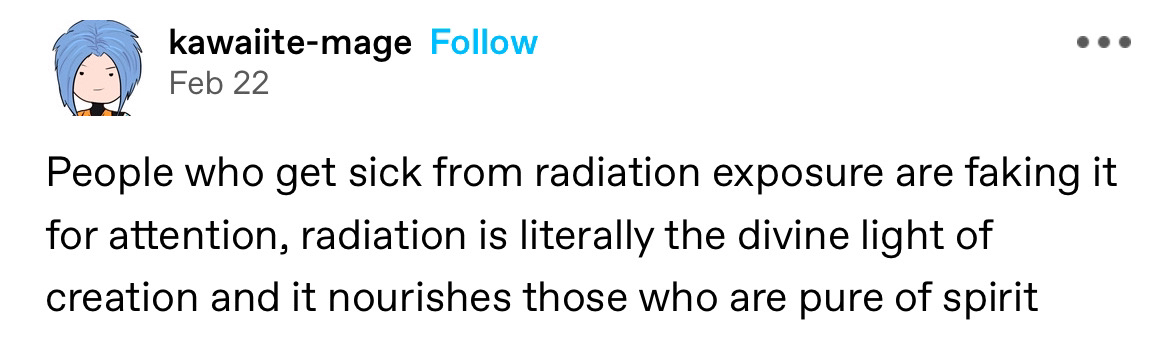 kawaiite-mage Follow
Feb 22
People who get sick from radiation exposure are faking it
for attention, radiation is literally the divine light of
creation and it nourishes those who are pure of spirit